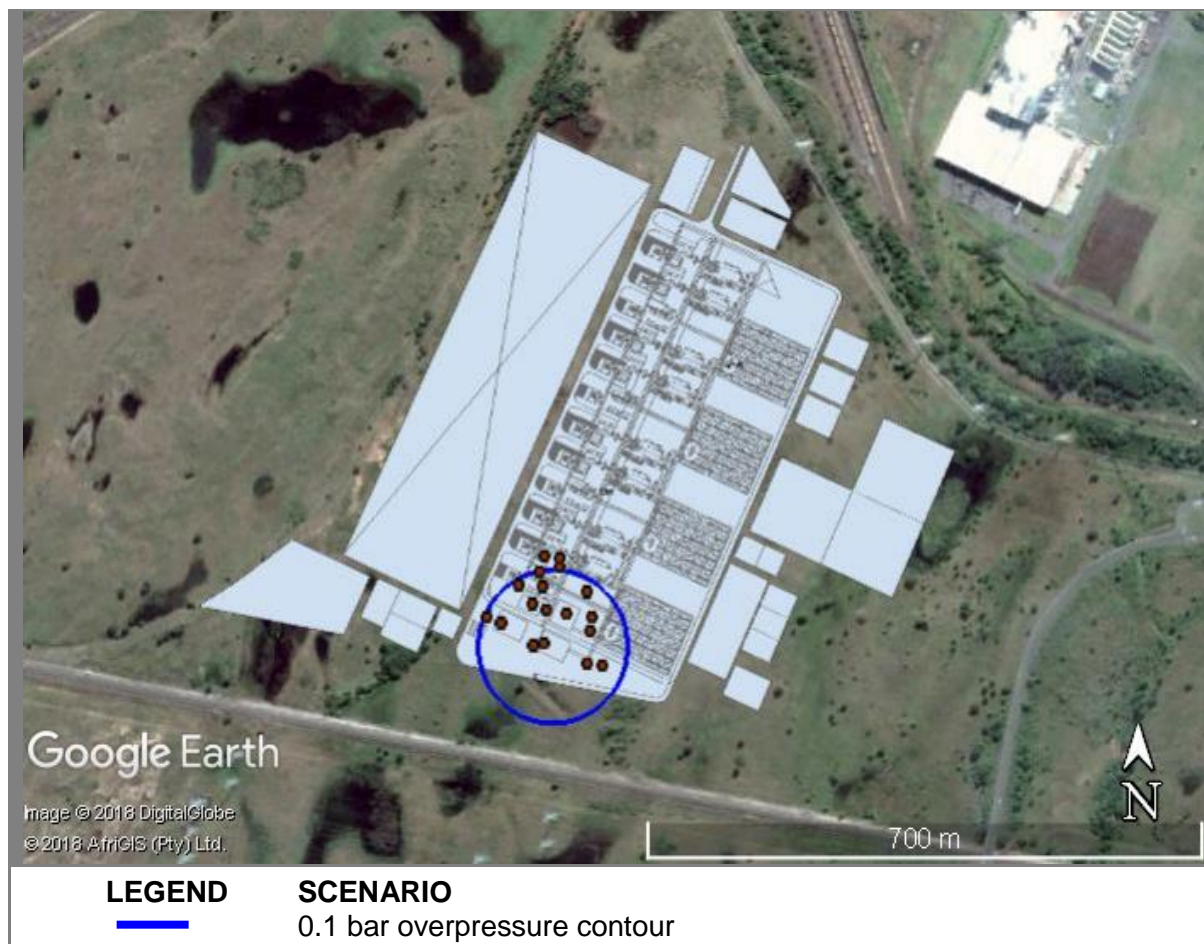 Google Earth
Image © 2018 DigitalGlobe
© 2018 AfriGIS (Pty) Ltd.
N
700 m
LEGEND SCENARIO
0.1 bar overpressure contour